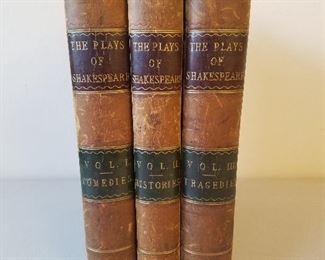 THE PLAYS
OF
SHAKESPEARE
VOL. I.
COMEDIES
THE PLAYS
OF
SHAKESPEARE
VOL. II.
HISTORIES
THE PLAYS
OF
SHAKESPEARE
VOL. III.
TRAGEDIES